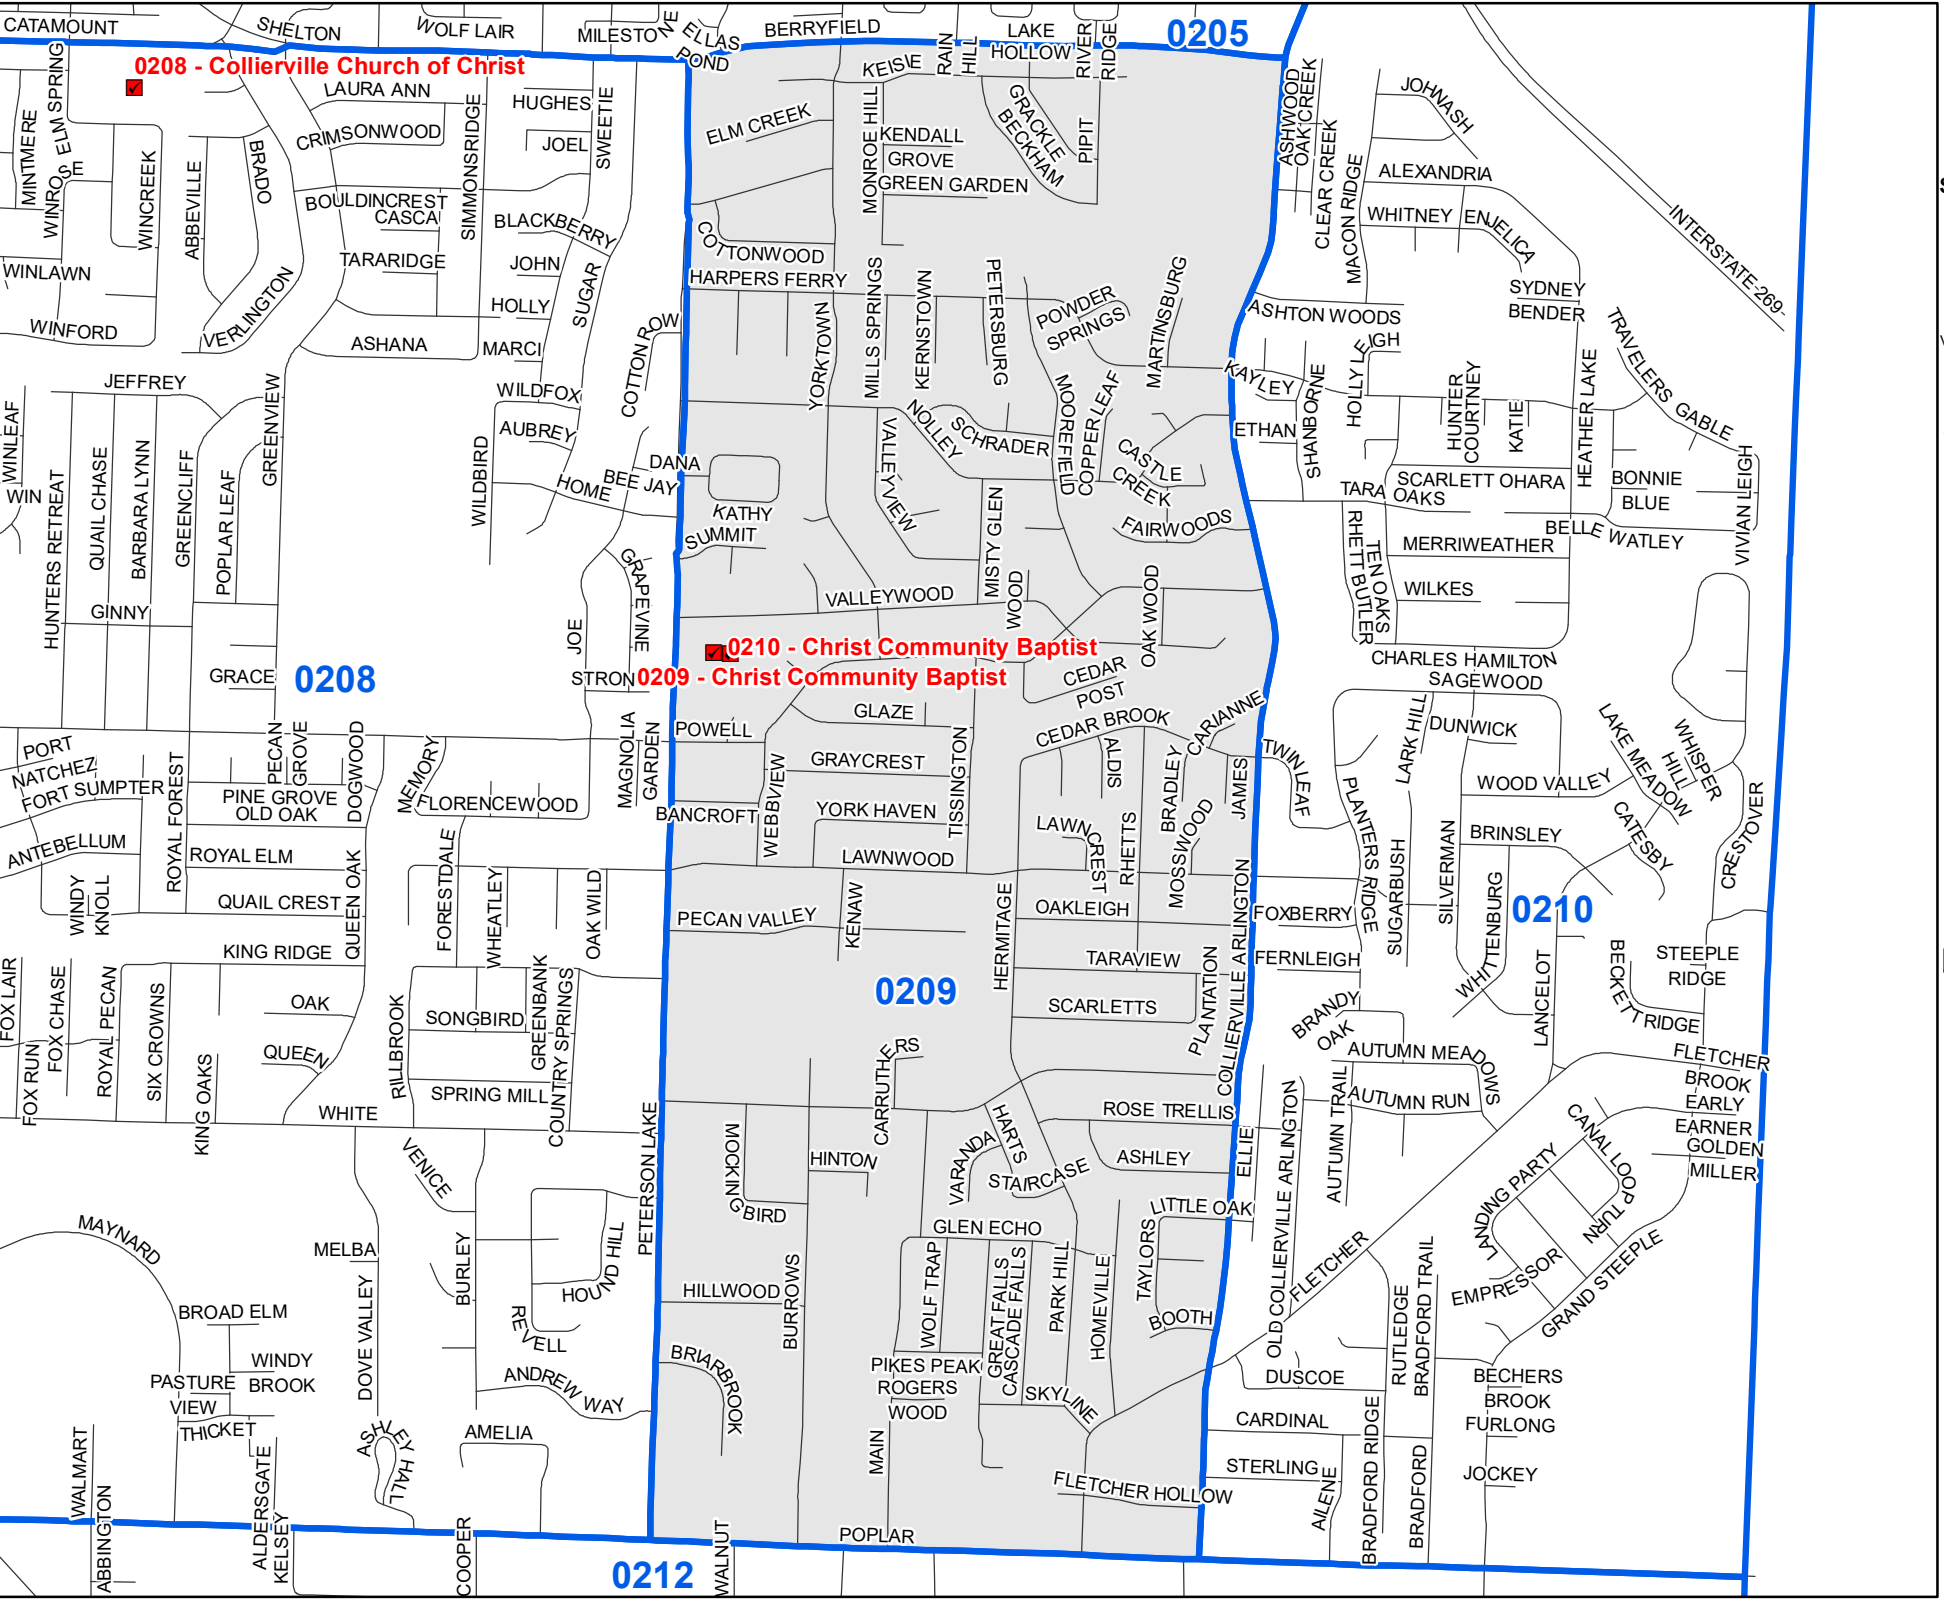 CATAMOUNT
SHELTON
WOLF LAIR
MILESTONE
ELLAS
POND
BERRYFIELD
RAIN
HILL
LAKE
HOLLOW
RIVER
RIDGE
0205
0208 - Collierville Church of Christ
ELM SPRING
MINTMERE
WINROSE
WINCREEK
ABBEVILLE
BRADO
LAURA ANN
CRIMSONWOOD
SIMMONSRIDGE
HUGHES
JOEL
SWEETIE
BOULDINCREST
CASCA
BLACKBERRY
TARARIDGE
JOHN
HOLLY
SUGAR
WINLAWN
WINFORD
VERLINGTON
ASHANA
MARCI
COTTON ROW
JEFFREY
WILDFOX
AUBREY
WILDBIRD
GREENVIEW
WINLEAF
WIN
HUNTERS RETREAT
QUAIL CHASE
BARBARA LYNN
GREENCLIFF
POPLAR LEAF
DANA
BEE JAY
HOME
GINNY
GRACE
GRAPEVINE
JOE
STRON
0208
KEISIE
ELM CREEK
MONROE HILL
KENDALL
GROVE
GREEN GARDEN
GRACKLE
BECKHAM
PIPIT
COTTONWOOD
HARPERS FERRY
YORKTOWN
MILLS SPRINGS
KERNSTOWN
PETERSBURG
POWDER
SPRINGS
MARTINSBURG
MOOREFIELD
COPPERLEAF
NOLLEY
SCHRADER
VALLEYVIEW
CASTLE
CREEK
FAIRWOODS
KATHY
SUMMIT
MISTY GLEN
WOOD
VALLEYWOOD
OAK WOOD
0210 - Christ Community Baptist
0209 - Christ Community Baptist
CEDAR
POST
CEDAR BROOK
CARIANNE
GLAZE
POWELL
GRAYCREST
YORK HAVEN
LAWNWOOD
WEBBVIEW
TISSINGTON
BANCROFT
ALDIS
BRADLEY
JAMES
LAWNCREST
RHETTS
MOSSWOOD
PECAN VALLEY
KENAW
HERMITAGE
OAKLEIGH
TARAVIEW
SCARLETTS
PLANTATION
COLLIERVILLE ARLINGTON
0209
CARRUTHERS
ROSE TRELLIS
HARTS
VARANDA
STAIRCASE
ASHLEY
ELLIE
MOCKINGBIRD
HINTON
LITTLE OAK
GLEN ECHO
TAYLORS
BOOTH
HILLWOOD
BURROWS
WOLF TRAP
GREAT FALLS
CASCADE FALLS
PARK HILL
HOMEVILLE
BRIARBROOK
PIKES PEAK
ROGERS
WOOD
SKYLINE
MAIN
FLETCHER HOLLOW
POPLAR
WALNUT
0212
ASHWOOD
OAK CREEK
CLEAR CREEK
MACON RIDGE
JOHNASH
ALEXANDRIA
WHITNEY
ENJELICA
SYDNEY
BENDER
INTERSTATE-269-
ASHTON WOODS
KAYLEY
ETHAN
SHANBORNE
HOLLY LEIGH
HUNTER
COURTNEY
KATIE
HEATHER LAKE
TRAVELERS GABLE
SCARLETT OHARA
TARA OAKS
BONNIE
BLUE
BELLE WATLEY
VIVIAN LEIGH
MERRIWEATHER
WILKES
RHETT BUTLER
TEN OAKS
CHARLES HAMILTON
SAGEWOOD
DUNWICK
LARK HILL
LAKE MEADOW
WHISPER
HILL
WOOD VALLEY
TWIN LEAF
PLANTERS RIDGE
SUGARBUSH
SILVERMAN
BRINSLEY
CATESBY
CRESTOVER
WHITTENBURG
0210
FOXBERRY
FERNLEIGH
BRANDY
OAK
LANCELOT
BECKETT RIDGE
STEEPLE
RIDGE
AUTUMN MEADOWS
AUTUMN RUN
AUTUMN TRAIL
OLD COLLIERVILLE ARLINGTON
FLETCHER
BROOK
EARLY
EARNER
GOLDEN
MILLER
CANAL LOOP
TURN
LANDING PARTY
EMPRESSOR
GRAND STEEPLE
FLETCHER
RUTLEDGE
BRADFORD TRAIL
DUSCOE
CARDINAL
STERLING
AILENE
BRADFORD RIDGE
BRADFORD
BECHERS
BROOK
FURLONG
JOCKEY
PORT
NATCHEZ
FORT SUMPTER
ANTEBELLUM
ROYAL FOREST
PECAN
GROVE
DOGWOOD
MEMORY
MAGNOLIA
GARDEN
PINE GROVE
OLD OAK
FLORENCEWOOD
ROYAL ELM
QUAIL CREST
QUEEN OAK
FORESTDALE
WHEATLEY
OAK WILD
WINDY
KNOLL
KING RIDGE
FOX LAIR
FOX CHASE
ROYAL PECAN
SIX CROWNS
OAK
QUEEN
RILLBROOK
SONGBIRD
GREENBANK
COUNTRY SPRINGS
SPRING MILL
FOX RUN
KING OAKS
WHITE
PETERSON LAKE
VENICE
MAYNARD
MELBA
BURLEY
HOUND HILL
REVELL
BROAD ELM
DOVE VALLEY
WINDY
BROOK
PASTURE
VIEW
THICKET
ANDREW WAY
ASHLEY HALL
AMELIA
WALMART
ABBINGTON
ALDERSGATE
KELSEY
COOPER